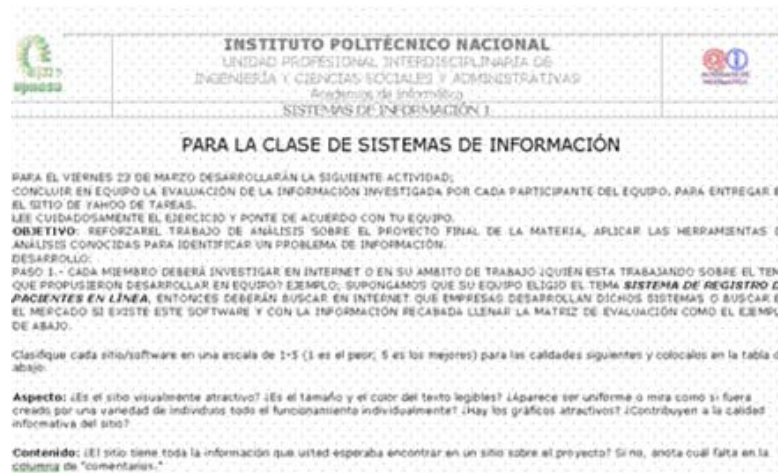 upiicsa
INSTITUTO POLITÉCNICO NACIONAL
UNIDAD PROFESIONAL INTERDISCIPLINARIA DE
INGENIERÍA Y CIENCIAS SOCIALES Y ADMINISTRATIVAS
Academias de Informática
SISTEMAS DE INFORMACIÓN 1
PARA LA CLASE DE SISTEMAS DE INFORMACIÓN
PARA EL VIERNES 23 DE MARZO DESARROLLARÁN LA SIGUIENTE ACTIVIDAD;
CONCLUIR EN EQUIPO LA EVALUACIÓN DE LA INFORMACIÓN INVESTIGADA POR CADA PARTICIPANTE DEL EQUIPO. PARA ENTREGAR
EL SITIO DE YAHOO DE TAREAS.
LEE CUIDADOSAMENTE EL EJERCICIO Y PONTE DE ACUERDO CON TU EQUIPO.
OBJETIVO: REFORZAREL TRABAJO DE ANÁLISIS SOBRE EL PROYECTO FINAL DE LA MATERIA, APLICAR LAS HERRAMIENTAS
ANÁLISIS CONOCIDAS PARA IDENTIFICAR UN PROBLEMA DE INFORMACIÓN.
DESARROLLO:
PASO 1.- CADA MIEMBRO DEBERÁ INVESTIGAR EN INTERNET O EN SU AMBITO DE TRABAJO ¿QUIÉN ESTA TRABAJANDO SOBRE EL
QUE PROPUSIERON DESARROLLAR EN EQUIPO? EJEMPLO; SUPONGAMOS QUE SU EQUIPO ELIGIO EL TEMA SISTEMA DE REGISTRO
PACIENTES EN LÍNEA, ENTONCES DEBERÁN BUSCAR EN INTERNET QUE EMPRESAS DESARROLLAN DICHOS SISTEMAS O BUSCAR
EL MERCADO SI EXISTE ESTE SOFTWARE Y CON LA INFORMACIÓN RECABADA LLENAR LA MATRIZ DE EVALUACIÓN COMO EL
DE ABAJO.
Clasifique cada sitio/software en una escala de 1-5 (1 es el peor; 5 es los mejores) para las calidades siguientes y colocalos en la tabla
abajo.
Aspecto: ¿Es el sitio visualmente atractivo? ¿Es el tamaño y el color del texto legibles? ¿Aparece ser uniforme o mira como si fuera
creado por una variedad de individuos todo el funcionamiento individualmente? ¿Hay los gráficos atractivos? ¿Contribuyen a la calidad
informativa del sitio?
Contenido: ¿El sitio tiene toda la información que usted esperaba encontrar en un sitio sobre el proyecto? Si no, anota cuál falta en la
columna de "comentarios."